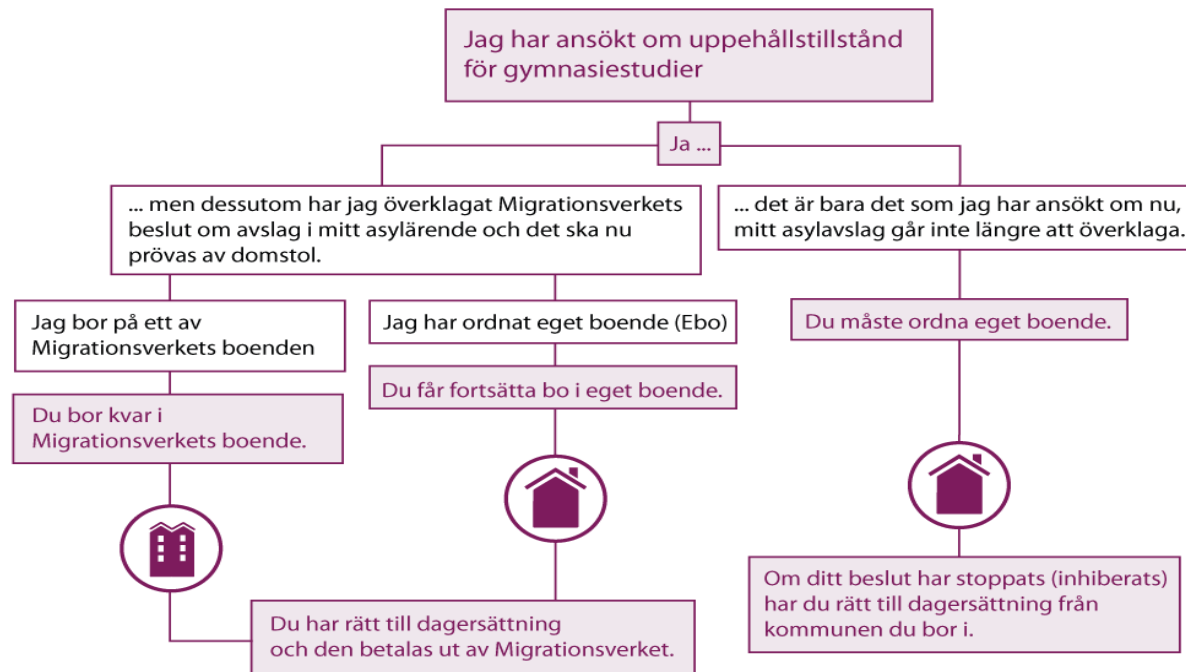 Jag har ansökt om uppehållstillstånd
för gymnasiestudier
Ja ...
... men dessutom har jag överklagat Migrationsverkets
beslut om avslag i mitt asylärende och det ska nu
prövas av domstol.
... det är bara det som jag har ansökt om nu,
mitt asylavslag går inte längre att överklaga.
Jag bor på ett av
Migrationsverkets boenden
Jag har ordnat eget boende (Ebo)
Du måste ordna eget boende.
Du bor kvar i
Migrationsverkets boende.
Du får fortsätta bo i eget boende.
Du har rätt till dagersättning
och den betalas ut av Migrationsverket.
Om ditt beslut har stoppats (inhiberats)
har du rätt till dagersättning från
kommunen du bor i.